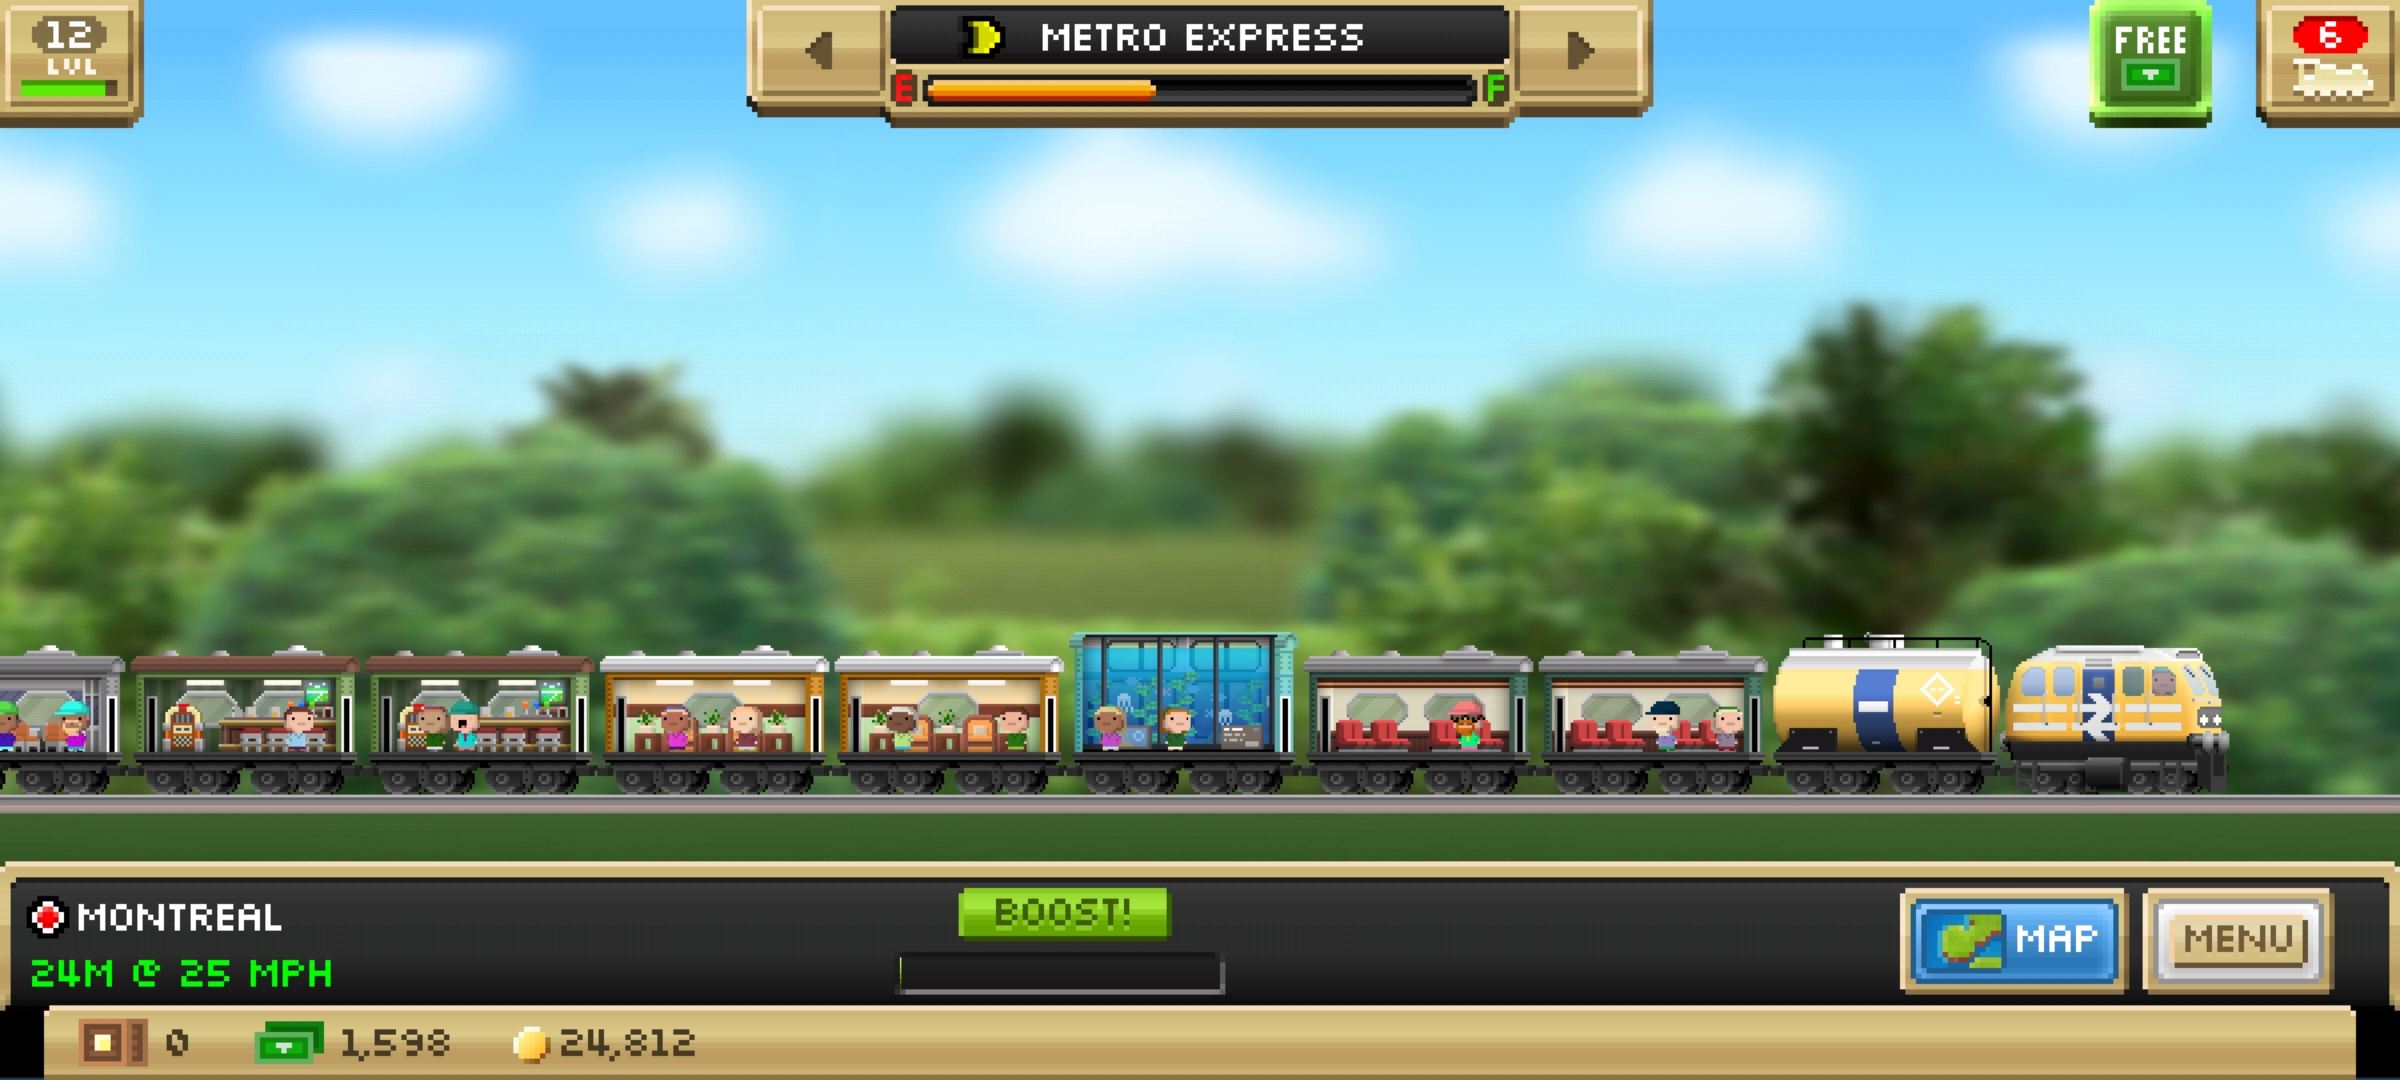 12
LVL
METRO EXPRESS
E F
FREE
6
MONTREAL
24M @ 25 MPH
BOOST!
MAP
MENU
0
1,598
24,812